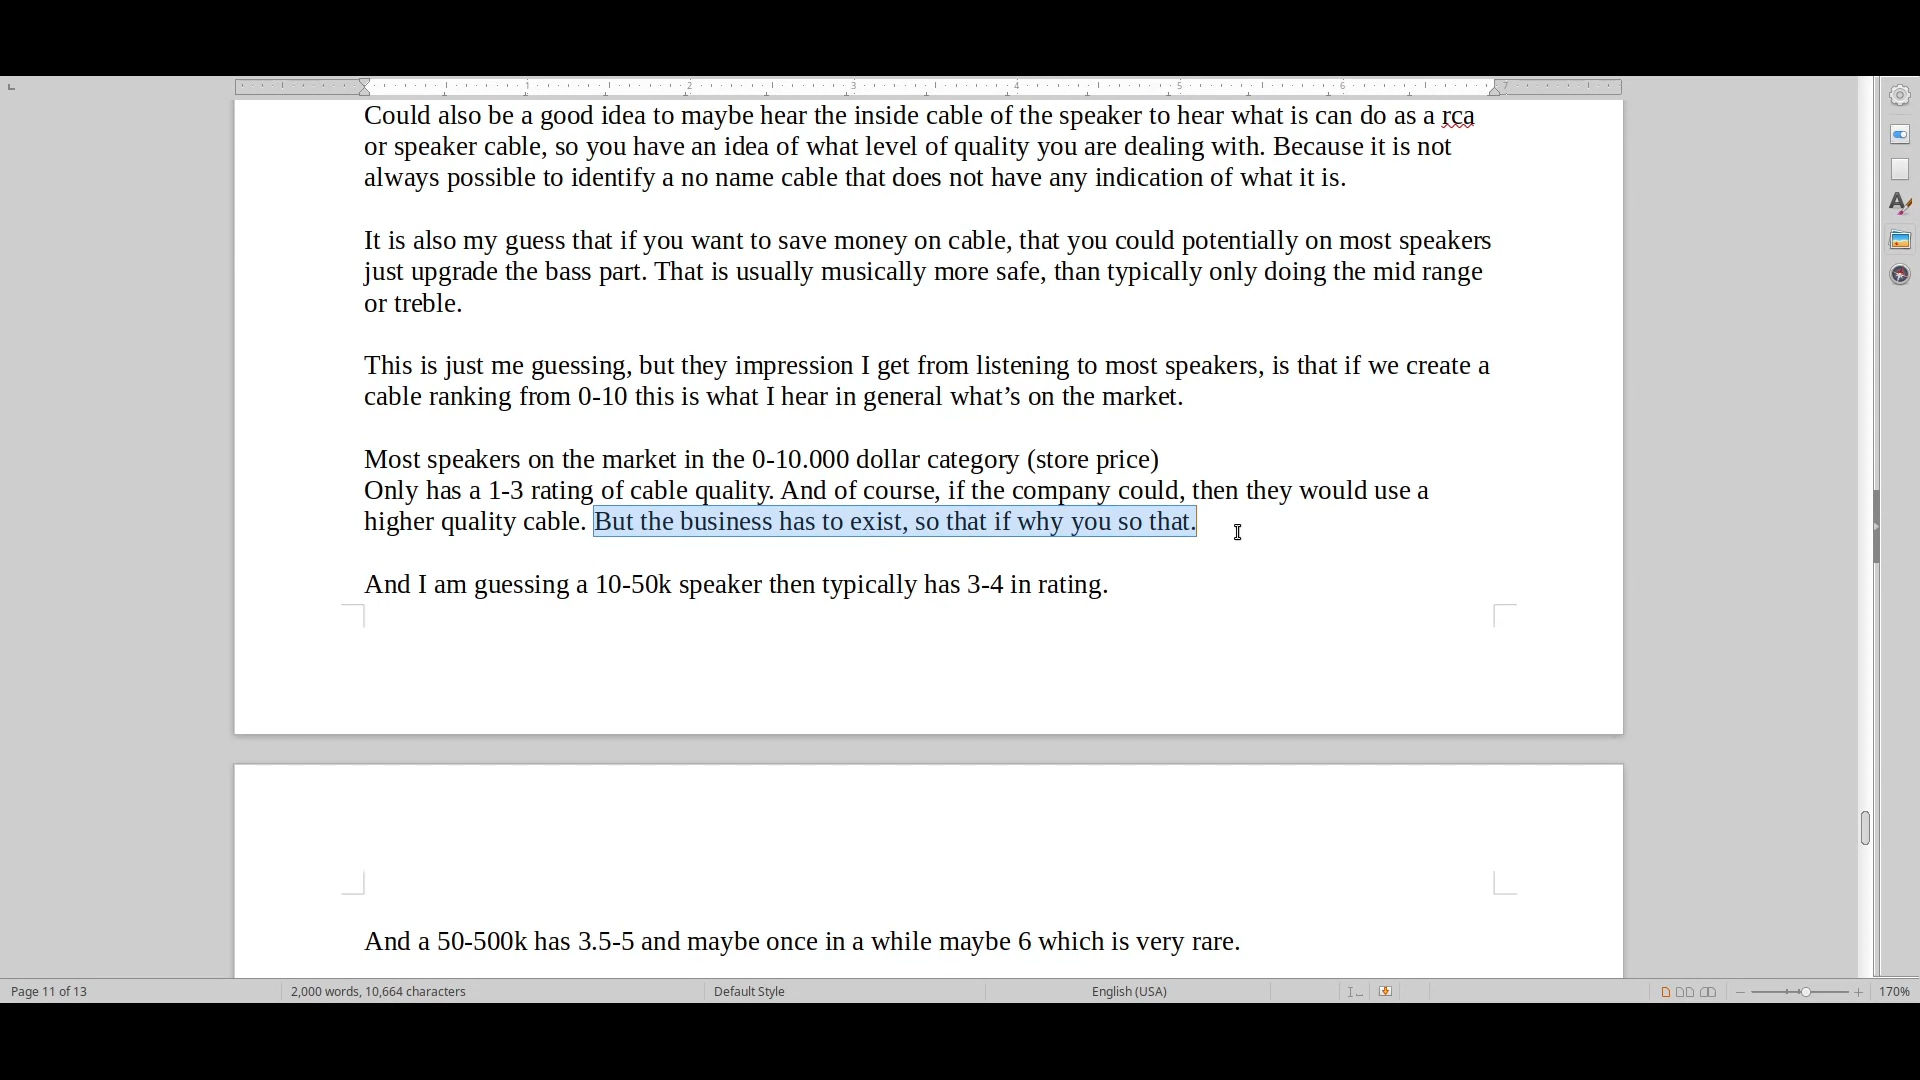 1 2 3 4 5 6 7
Could also be a good idea to maybe hear the inside cable of the speaker to hear what is can do as a rca
or speaker cable, so you have an idea of what level of quality you are dealing with. Because it is not
always possible to identify a no name cable that does not have any indication of what it is.
It is also my guess that if you want to save money on cable, that you could potentially on most speakers
just upgrade the bass part. That is usually musically more safe, than typically only doing the mid range
or treble.
This is just me guessing, but they impression I get from listening to most speakers, is that if we create a
cable ranking from 0-10 this is what I hear in general what’s on the market.
Most speakers on the market in the 0-10.000 dollar category (store price)
Only has a 1-3 rating of cable quality. And of course, if the company could, then they would use a
higher quality cable. But the business has to exist, so that if why you so that.
And I am guessing a 10-50k speaker then typically has 3-4 in rating.
And a 50-500k has 3.5-5 and maybe once in a while maybe 6 which is very rare.
Page 11 of 13 2,000 words, 10,664 characters Default Style English (USA) 170%